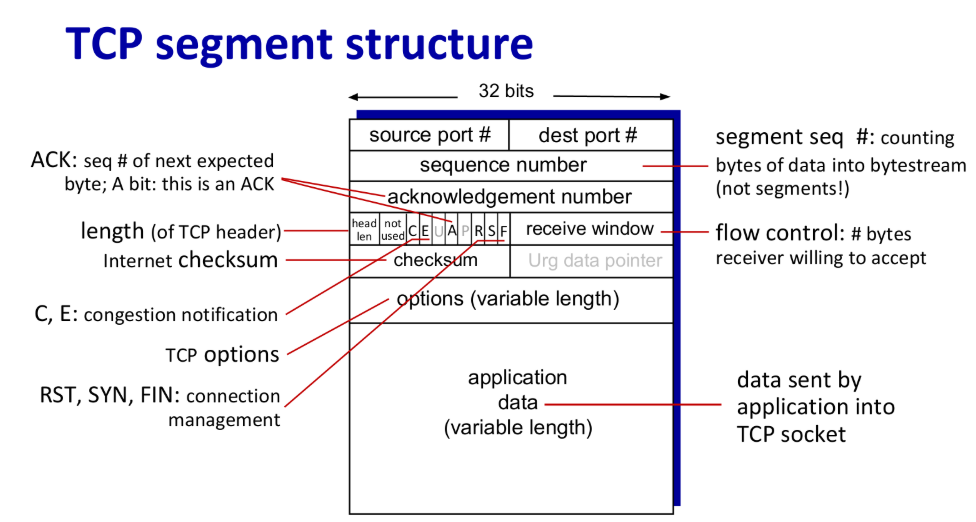 TCP segment structure
32 bits
source port #
dest port #
sequence number
acknowledgement number
head
len
not
used
C E U A P R S F
receive window
checksum
Urg data pointer
options (variable length)
application
data
(variable length)
ACK: seq # of next expected
byte; A bit: this is an ACK
length (of TCP header)
Internet checksum
C, E: congestion notification
TCP options
RST, SYN, FIN: connection
management
segment seq #: counting
bytes of data into bytestream
(not segments!)
flow control: # bytes
receiver willing to accept
data sent by
application into
TCP socket